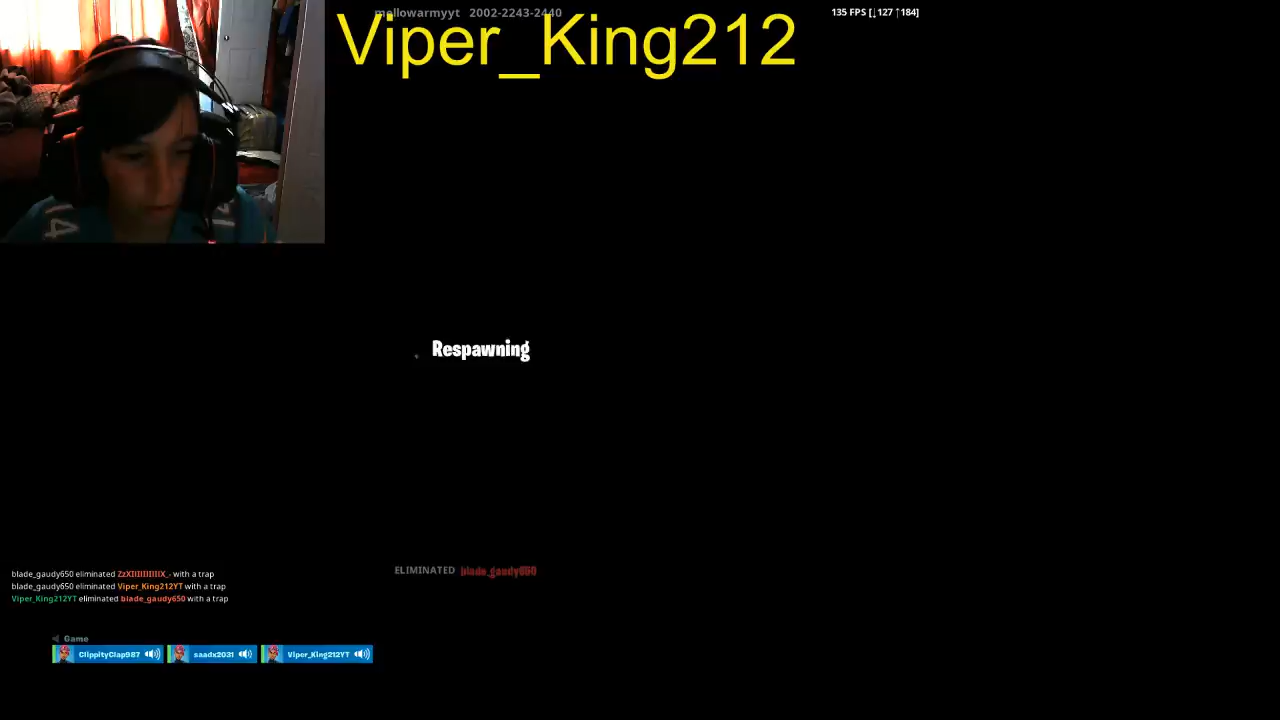 mellowarmyyt 2002-2243-2440
135 FPS [↓127 ↑184]
Viper_King212
Respawning
blade_gaudy650 eliminated with a trap
blade_gaudy650 eliminated Viper_King212YT with a trap
Viper_King212YT eliminated blade_gaudy650 with a trap
ELIMINATED blade_gaudy650
Game
ClippityClap987 saadx2031 Viper_King212YT
14